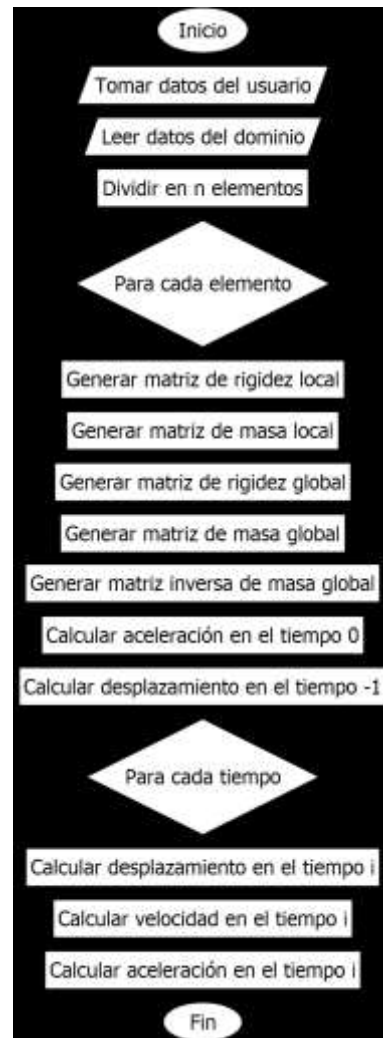 Inicio
Tomar datos del usuario
Leer datos del dominio
Dividir en n elementos
Para cada elemento
Generar matriz de rigidez local
Generar matriz de masa local
Generar matriz de rigidez global
Generar matriz de masa global
Generar matriz inversa de masa global
Calcular aceleración en el tiempo 0
Calcular desplazamiento en el tiempo -1
Para cada tiempo
Calcular desplazamiento en el tiempo i
Calcular velocidad en el tiempo i
Calcular aceleración en el tiempo i
Fin